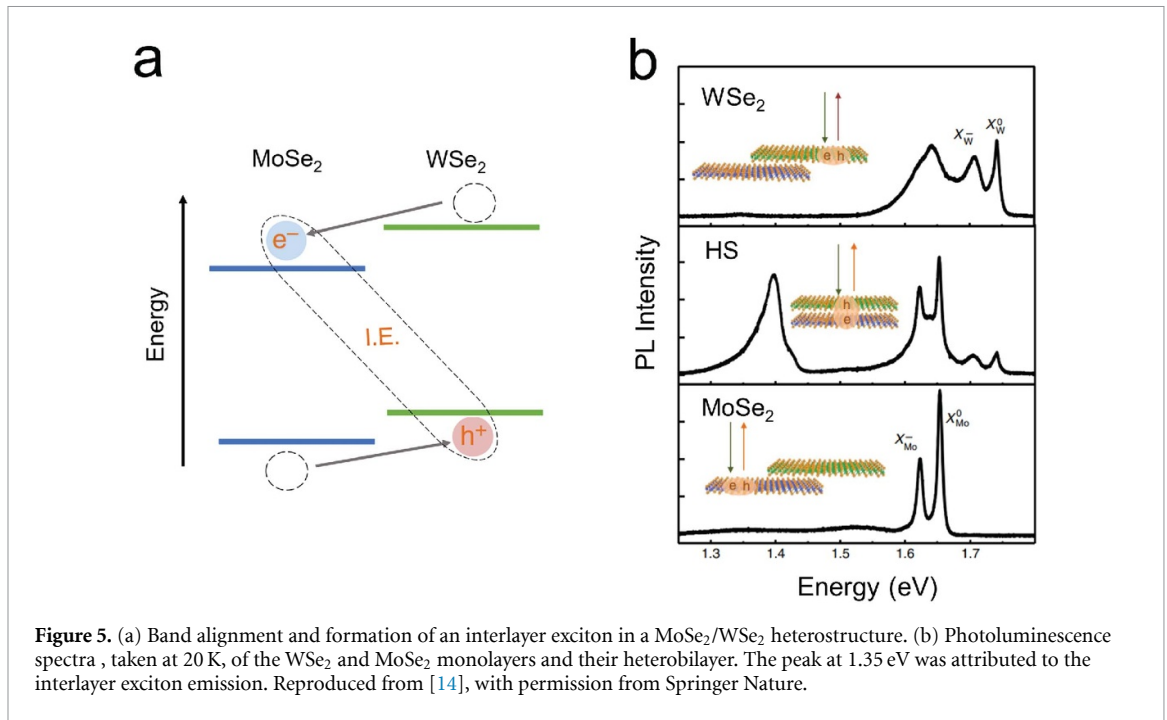 a
MoSe₂
WSe₂
Energy
e⁻
I.E.
h⁺
b
PL Intensity
WSe₂
e h
X⁻W
X⁰W
HS
h
e
MoSe₂
e h
X⁻Mo
X⁰Mo
1.3 1.4 1.5 1.6 1.7
Energy (eV)
Figure 5. (a) Band alignment and formation of an interlayer exciton in a MoSe₂/WSe₂ heterostructure. (b) Photoluminescence
spectra , taken at 20 K, of the WSe₂ and MoSe₂ monolayers and their heterobilayer. The peak at 1.35 eV was attributed to the
interlayer exciton emission. Reproduced from [14], with permission from Springer Nature.